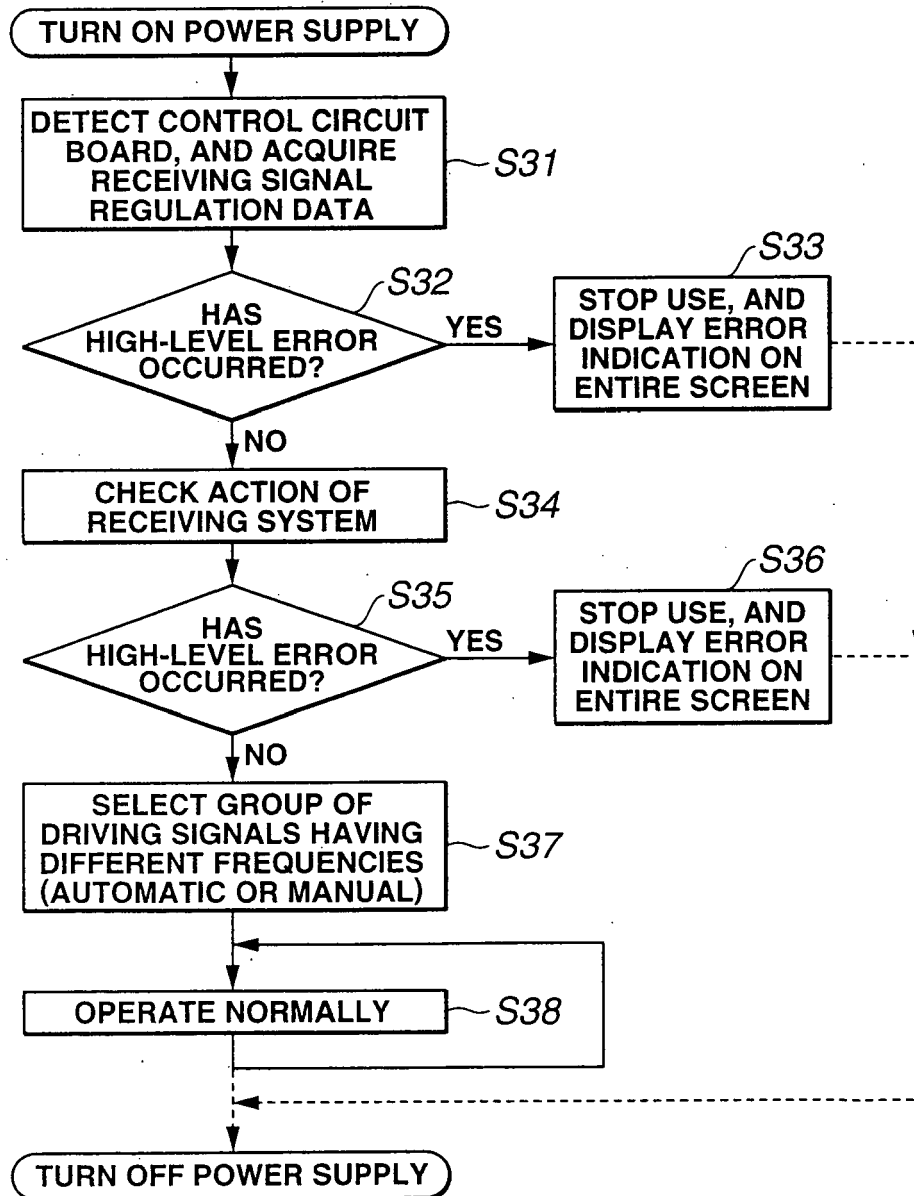 TURN ON POWER SUPPLY
DETECT CONTROL CIRCUIT
BOARD, AND ACQUIRE
RECEIVING SIGNAL
REGULATION DATA
S31
S32
HAS
HIGH-LEVEL ERROR
OCCURRED?
YES
S33
STOP USE, AND
DISPLAY ERROR
INDICATION ON
ENTIRE SCREEN
NO
CHECK ACTION OF
RECEIVING SYSTEM
S34
S35
HAS
HIGH-LEVEL ERROR
OCCURRED?
YES
S36
STOP USE, AND
DISPLAY ERROR
INDICATION ON
ENTIRE SCREEN
NO
SELECT GROUP OF
DRIVING SIGNALS HAVING
DIFFERENT FREQUENCIES
(AUTOMATIC OR MANUAL)
S37
OPERATE NORMALLY
S38
TURN OFF POWER SUPPLY